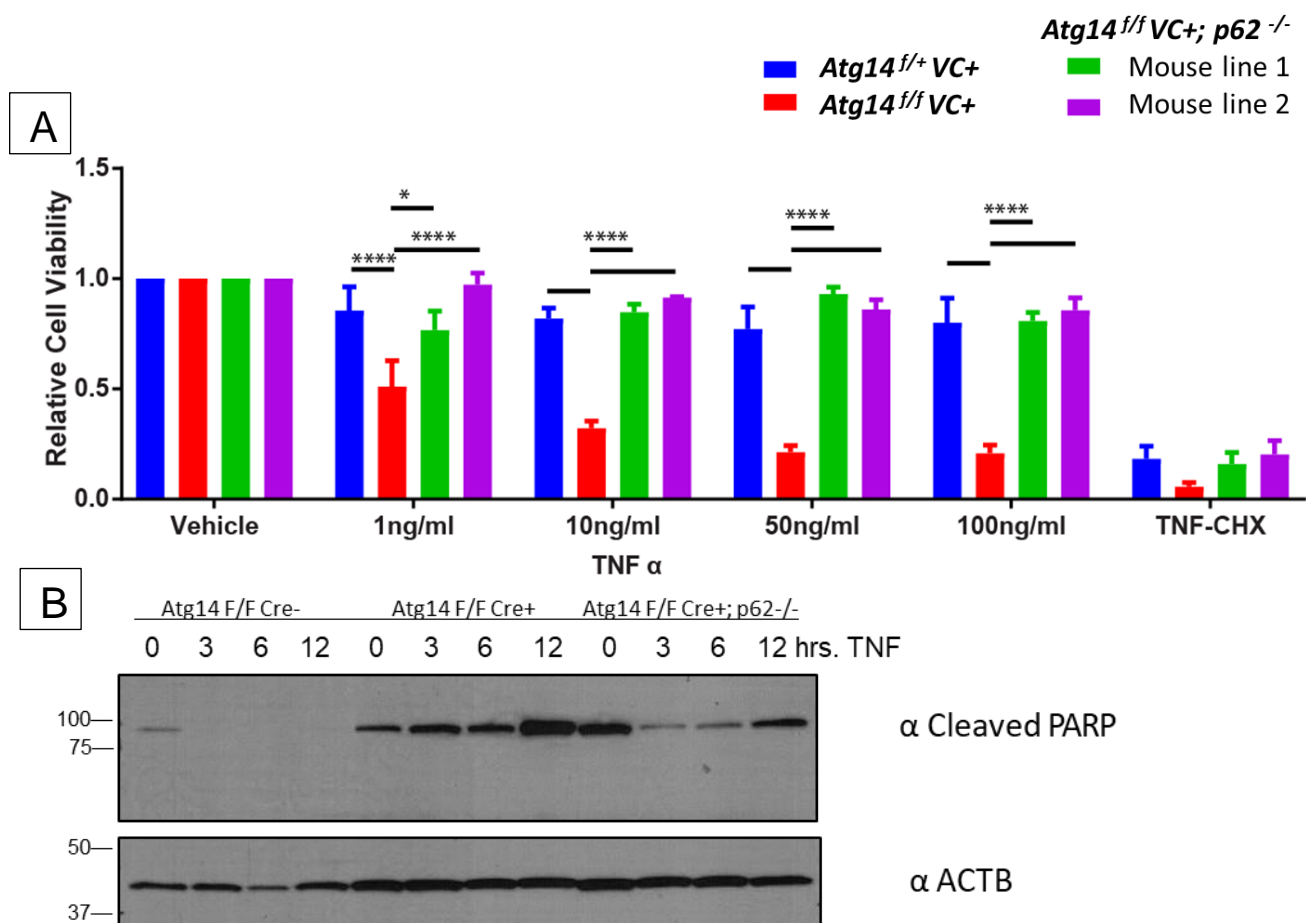 Atg14 f/f VC+; p62 -/-
Atg14 f/+ VC+
Mouse line 1
Atg14 f/f VC+
Mouse line 2
A
1.5
1.0
0.5
0.0
Relative Cell Viability
*
****
****
****
****
****
Vehicle
1ng/ml
10ng/ml
50ng/ml
100ng/ml
TNF-CHX
TNF α
B
Atg14 F/F Cre-
Atg14 F/F Cre+
Atg14 F/F Cre+; p62-/-
0 3 6 12 0 3 6 12 0 3 6 12 hrs. TNF
100—
75—
α Cleaved PARP
50—
37—
α ACTB